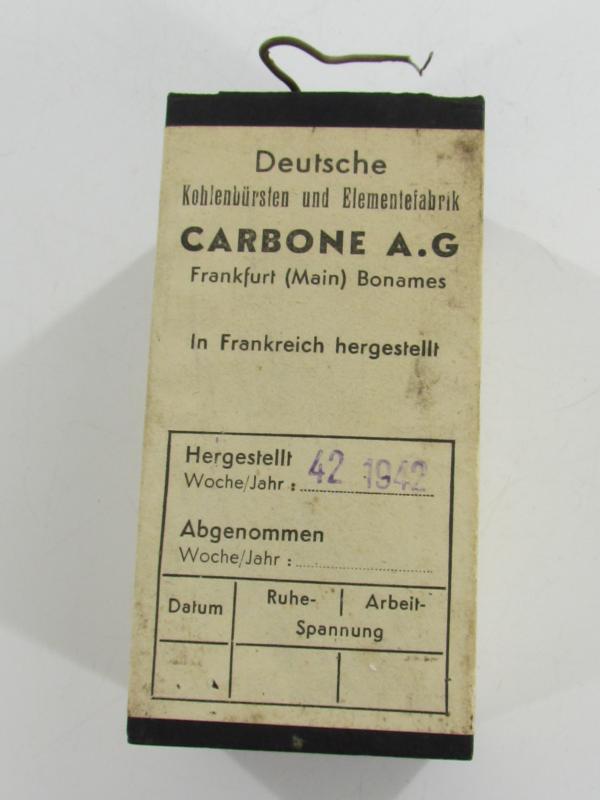 Deutsche
Kohlenbürsten und Elementefabrik
CARBONE A.G
Frankfurt (Main) Bonames
In Frankreich hergestellt
Hergestellt
Woche/Jahr : 42 1942
Abgenommen
Woche/Jahr :
Datum
Ruhe- | Arbeit-
Spannung